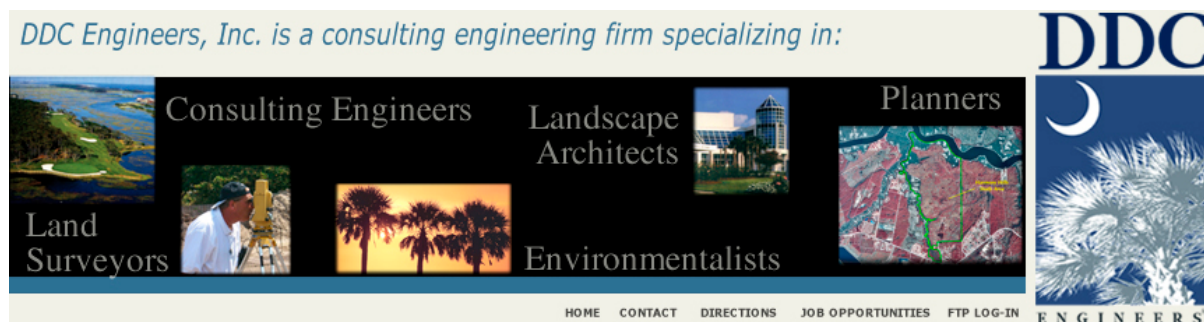 DDC Engineers, Inc. is a consulting engineering firm specializing in:
DDC
Consulting Engineers
Landscape
Architects
Planners
Land
Surveyors
Environmentalists
HOME CONTACT DIRECTIONS JOB OPPORTUNITIES FTP LOG-IN
ENGINEERS